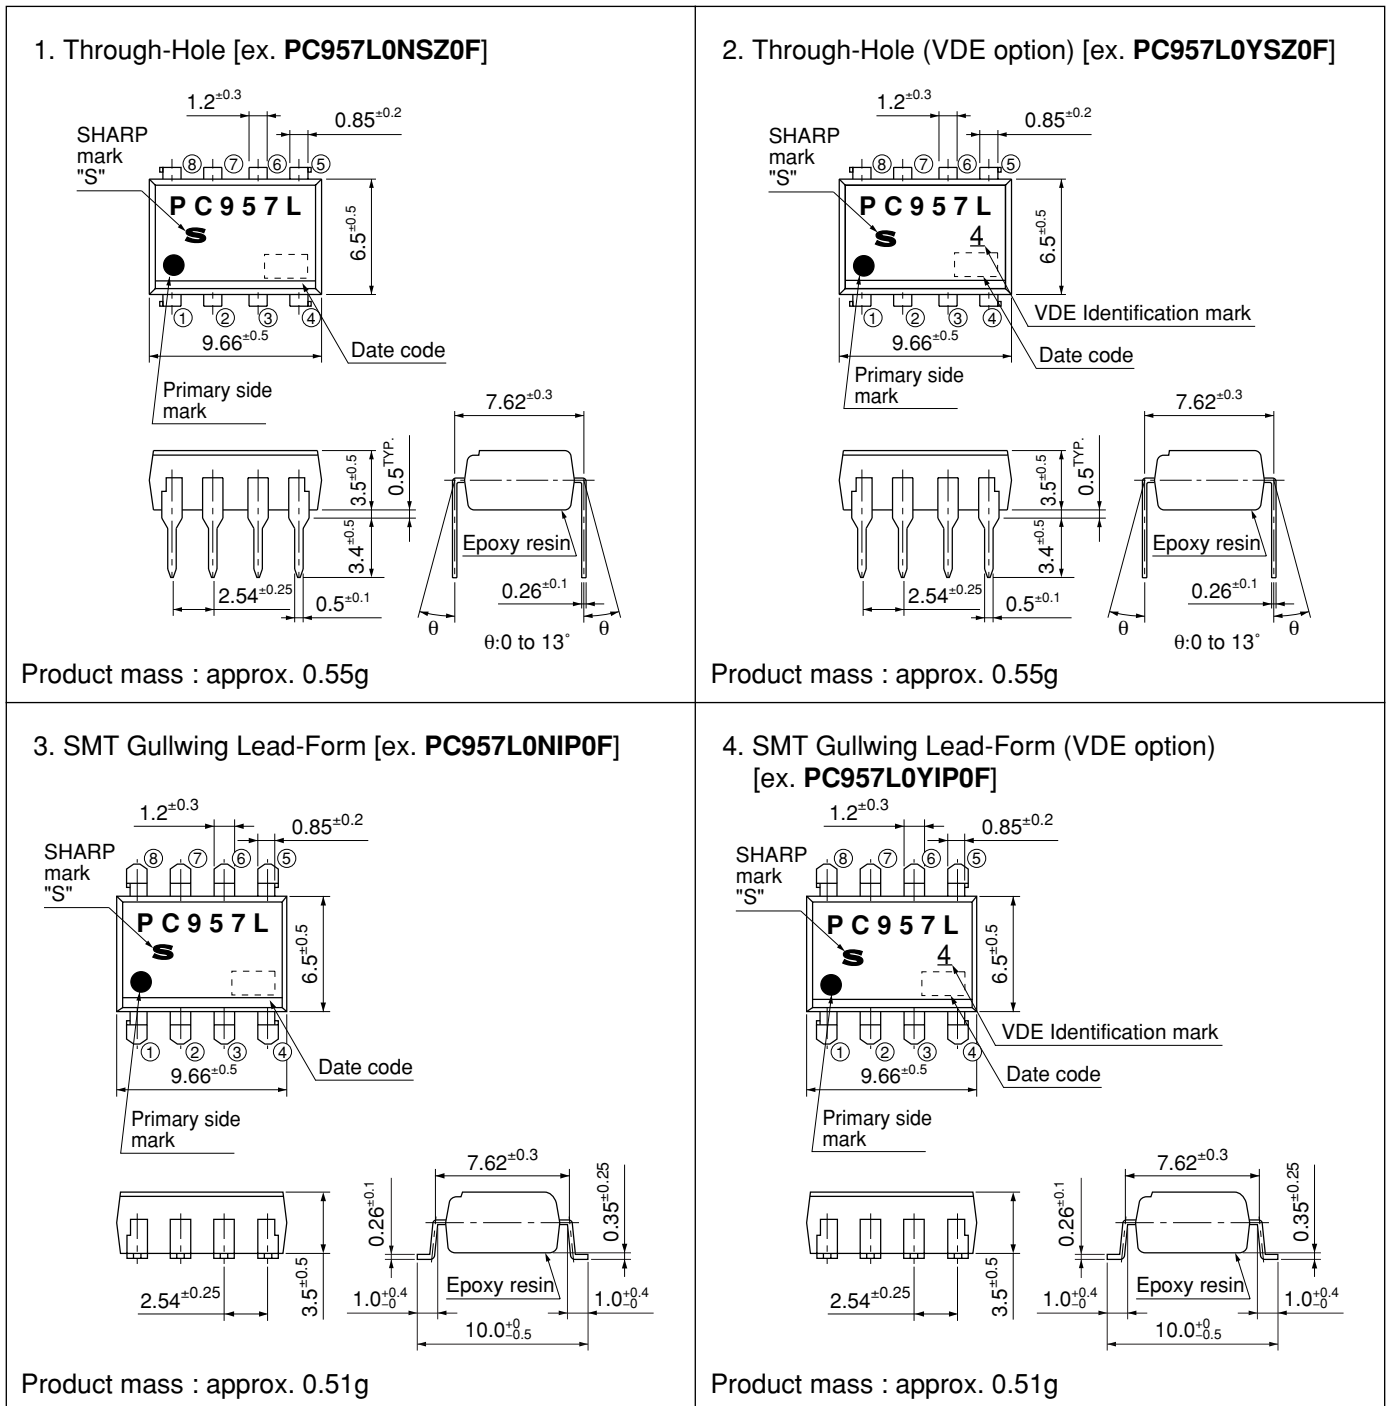 1. Through-Hole [ex. PC957L0NSZ0F]
1.2±0.3
0.85±0.2
SHARP
mark
"S"
⑧ ⑦ ⑥ ⑤
PC957L
S
6.5±0.5
① ② ③ ④
9.66±0.5
Date code
Primary side
mark
7.62±0.3
3.5±0.5
0.5TYP.
3.4±0.5
Epoxy resin
2.54±0.25
0.5±0.1
0.26±0.1
θ
θ
θ:0 to 13˚
Product mass : approx. 0.55g
2. Through-Hole (VDE option) [ex. PC957L0YSZ0F]
1.2±0.3
0.85±0.2
SHARP
mark
"S"
⑧ ⑦ ⑥ ⑤
PC957L
S
4
6.5±0.5
① ② ③ ④
VDE Identification mark
9.66±0.5
Date code
Primary side
mark
7.62±0.3
3.5±0.5
0.5TYP.
3.4±0.5
Epoxy resin
2.54±0.25
0.5±0.1
0.26±0.1
θ
θ
θ:0 to 13˚
Product mass : approx. 0.55g
3. SMT Gullwing Lead-Form [ex. PC957L0NIP0F]
1.2±0.3
0.85±0.2
SHARP
mark
"S"
⑧ ⑦ ⑥ ⑤
PC957L
S
6.5±0.5
① ② ③ ④
9.66±0.5
Date code
Primary side
mark
7.62±0.3
0.26±0.1
0.35±0.25
3.5±0.5
Epoxy resin
2.54±0.25
1.0+0.4−0
1.0+0.4−0
10.0+0−0.5
Product mass : approx. 0.51g
4. SMT Gullwing Lead-Form (VDE option)
[ex. PC957L0YIP0F]
1.2±0.3
0.85±0.2
SHARP
mark
"S"
⑧ ⑦ ⑥ ⑤
PC957L
S
4
6.5±0.5
① ② ③ ④
VDE Identification mark
9.66±0.5
Date code
Primary side
mark
7.62±0.3
0.26±0.1
0.35±0.25
3.5±0.5
Epoxy resin
2.54±0.25
1.0+0.4−0
1.0+0.4−0
10.0+0−0.5
Product mass : approx. 0.51g